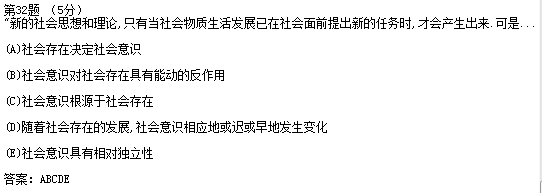 第32题 （5分）
“新的社会思想和理论,只有当社会物质生活发展已在社会面前提出新的任务时,才会产生出来.可是...
(A)社会存在决定社会意识
(B)社会意识对社会存在具有能动的反作用
(C)社会意识根源于社会存在
(D)随着社会存在的发展,社会意识相应地或迟或早地发生变化
(E)社会意识具有相对独立性
答案：ABCDE